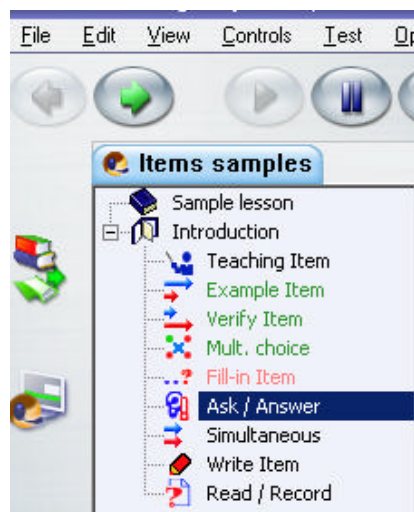 File Edit View Controls Test
Items samples
Sample lesson
Introduction
Teaching Item
Example Item
Verify Item
Mult. choice
Fill-in Item
Ask / Answer
Simultaneous
Write Item
Read / Record